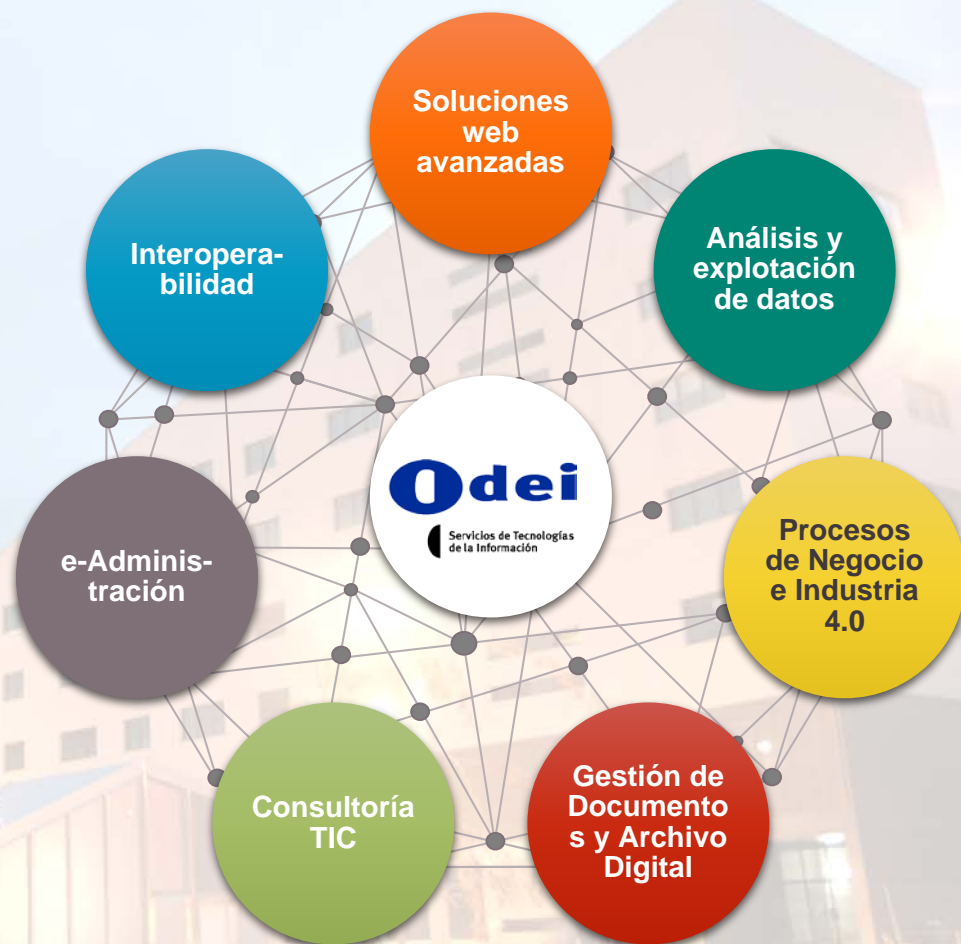 Soluciones
web
avanzadas
Análisis y
explotación
de datos
Procesos
de Negocio
e Industria
4.0
Gestión de
Documento
s y Archivo
Digital
Consultoría
TIC
e-Adminis-
tración
Interopera-
bilidad
Odei
Servicios de Tecnologías
de la Información